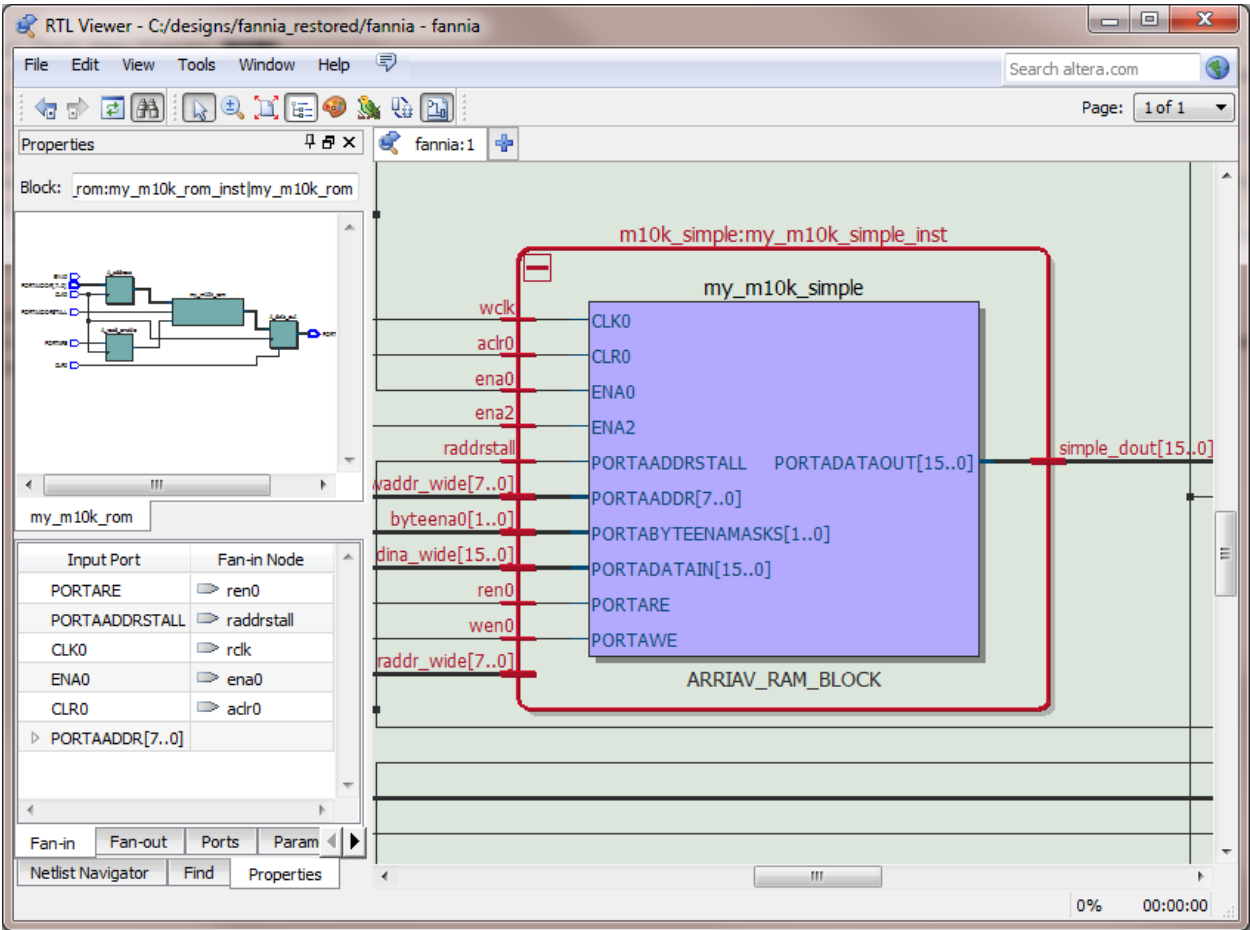 RTL Viewer - C:/designs/fannia_restored/fannia - fannia
File Edit View Tools Window Help
Search altera.com
Page: 1 of 1
Properties
fannia:1
Block: _rom:my_m10k_rom_inst|my_m10k_rom
my_m10k_rom
Input Port Fan-in Node
PORTARE ren0
PORTAADDRSTALL raddrstall
CLK0 rclk
ENA0 ena0
CLR0 aclr0
PORTAADDR[7..0]
Fan-in Fan-out Ports Param
Netlist Navigator Find Properties
m10k_simple:my_m10k_simple_inst
my_m10k_simple
wclk CLK0
aclr0 CLR0
ena0 ENA0
ena2 ENA2
raddrstall PORTAADDRSTALL PORTADATAOUT[15..0] simple_dout[15..0]
waddr_wide[7..0] PORTAADDR[7..0]
byteena0[1..0] PORTABYTEENAMASKS[1..0]
dina_wide[15..0] PORTADATAIN[15..0]
ren0 PORTARE
wen0 PORTAWE
raddr_wide[7..0]
ARRIAV_RAM_BLOCK
0% 00:00:00